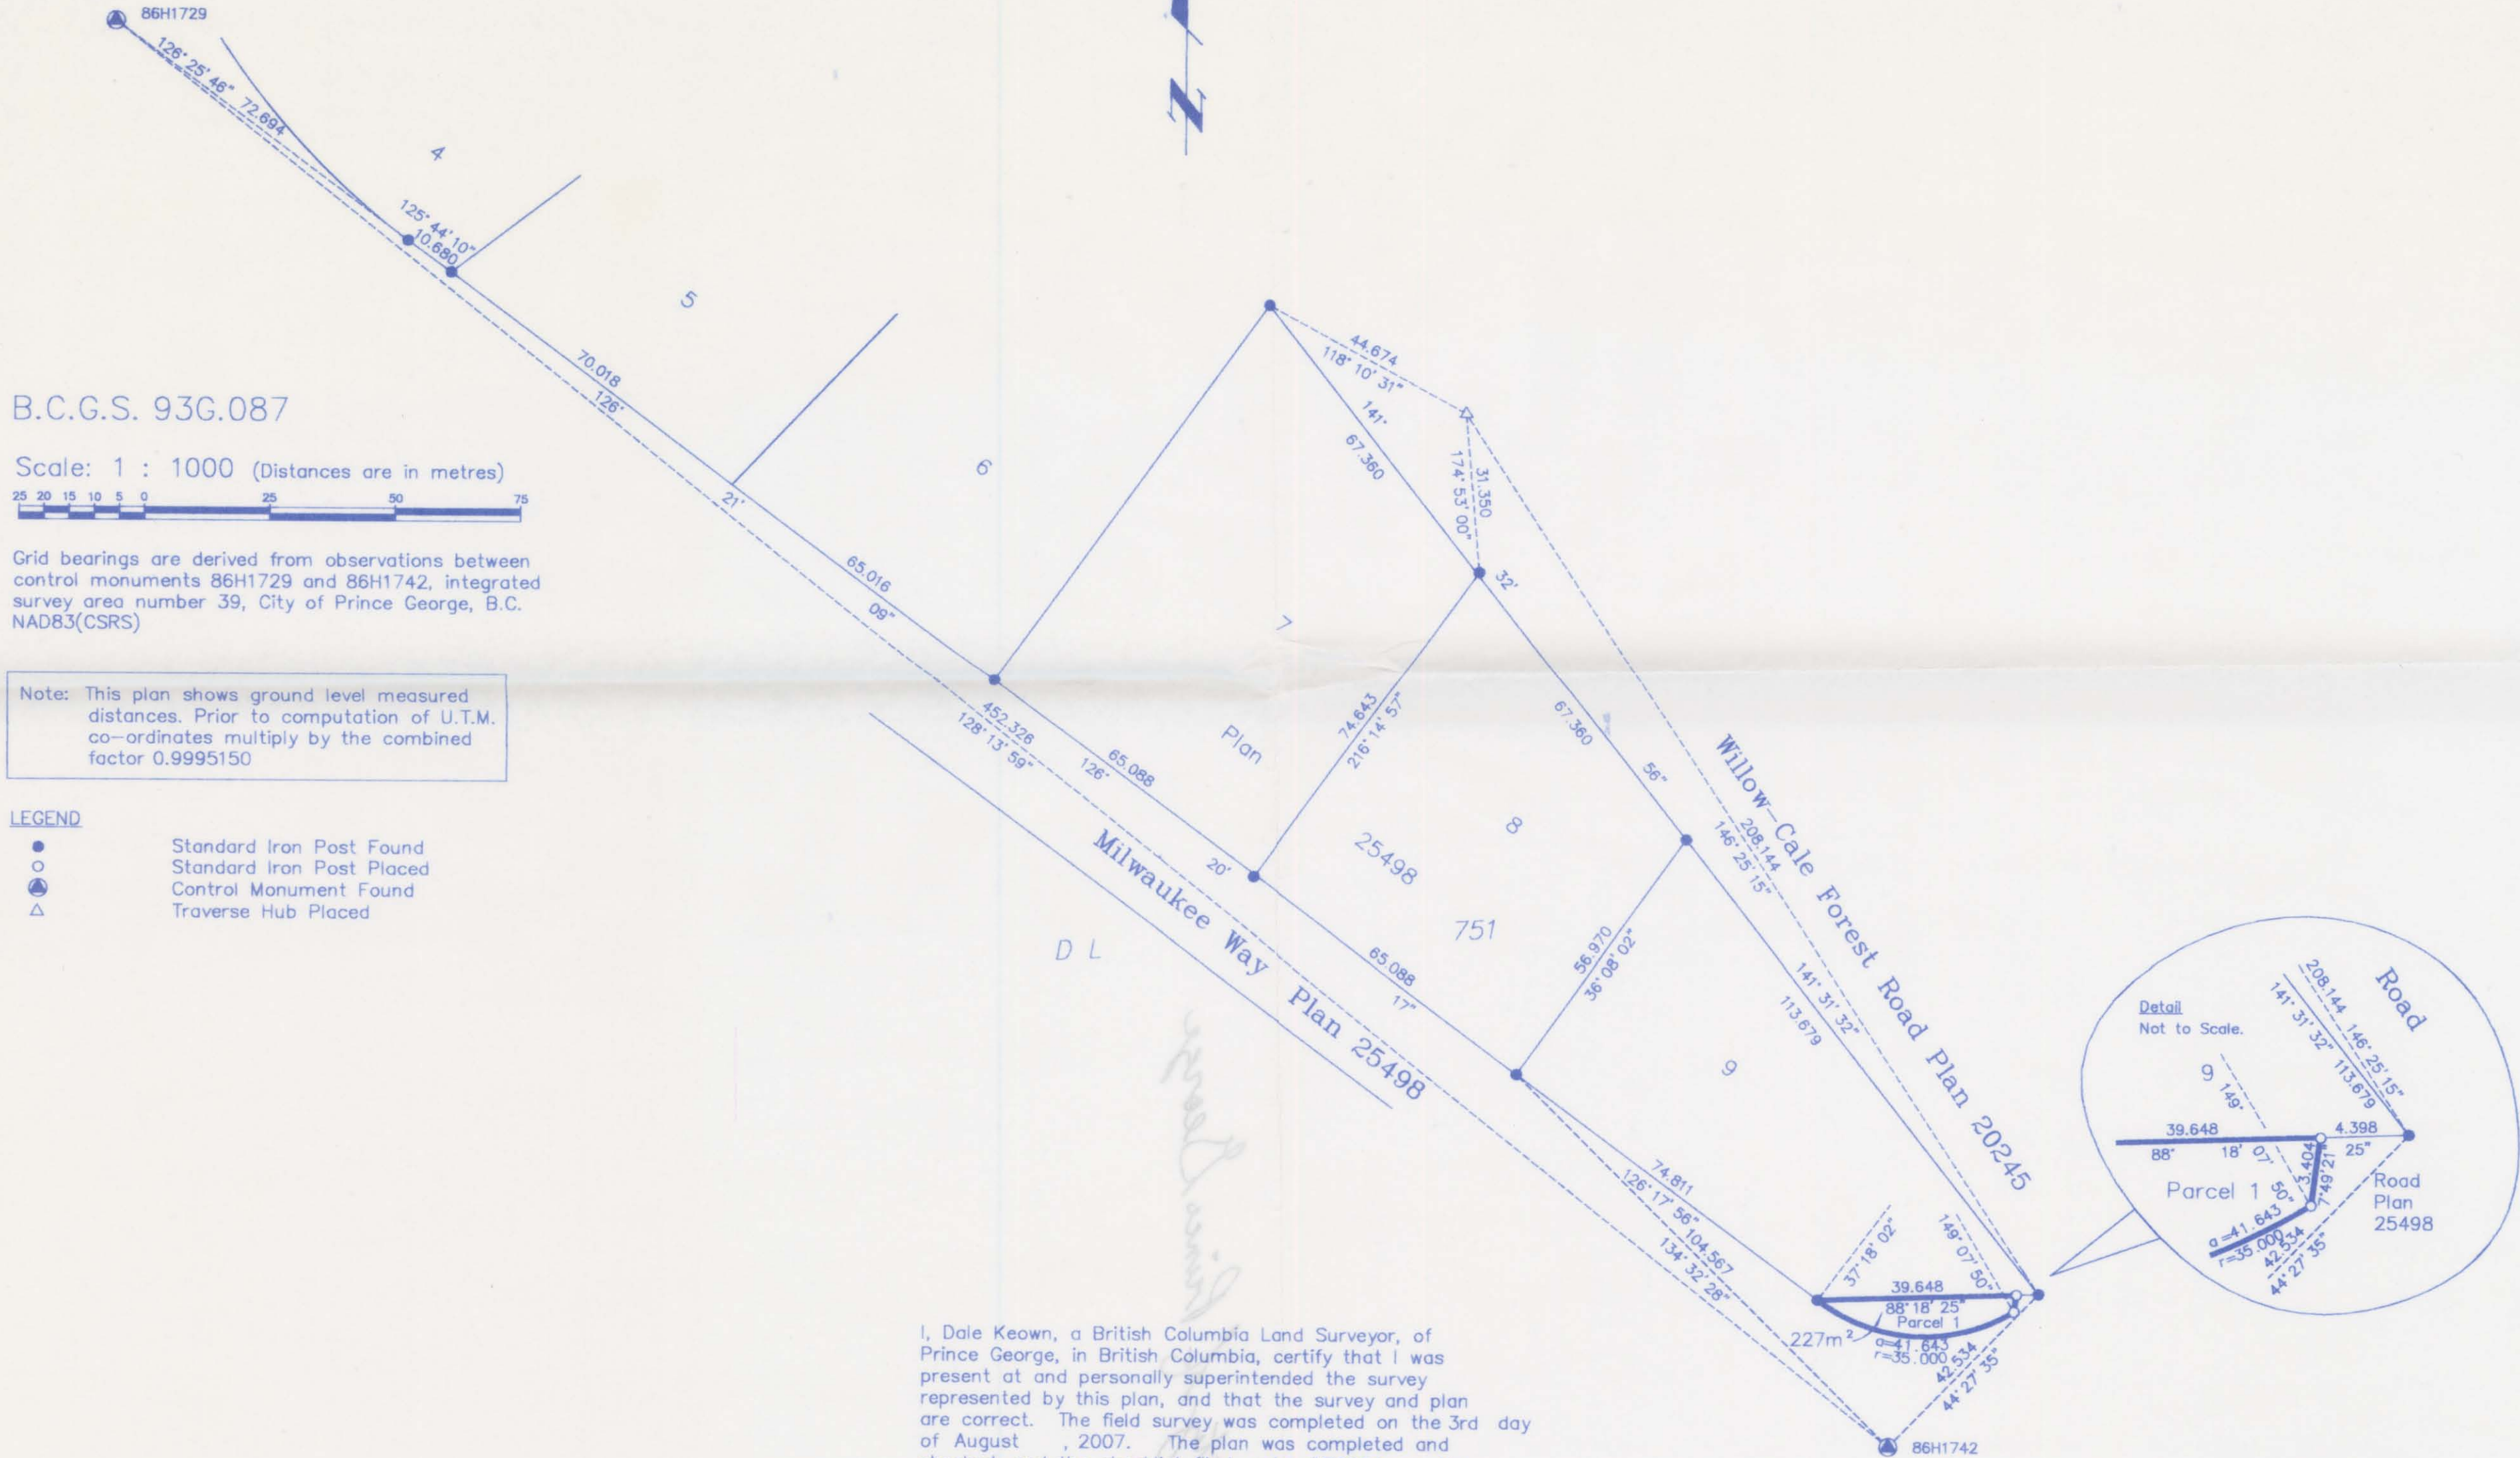 86H1729
126° 25' 46" 72.694
N
4
125° 44' 10"
10.680
5
70.018
126°
21'
6
65.016
09"
B.C.G.S. 93G.087
Scale: 1 : 1000 (Distances are in metres)
25 20 15 10 5 0 25 50 75
Grid bearings are derived from observations between
control monuments 86H1729 and 86H1742, integrated
survey area number 39, City of Prince George, B.C.
NAD83(CSRS)
Note: This plan shows ground level measured
distances. Prior to computation of U.T.M.
co-ordinates multiply by the combined
factor 0.9995150
LEGEND
Standard Iron Post Found
Standard Iron Post Placed
Control Monument Found
Traverse Hub Placed
44.674
118° 10' 31"
141°
67.360
31.350
174° 53' 00"
32'
7
452.326
128° 13' 59"
65.088
126°
20'
Plan
74.643
216° 14' 57"
67.360
56"
8
25498
751
D L
Milwaukee Way Plan 25498
65.088
17"
56.970
36° 08' 02"
Willow-Cale Forest Road Plan 20245
208.144
146° 25' 15"
141° 31' 32"
113.679
9
74.811
126° 17' 56"
104.567
134° 32' 28"
37° 18' 02"
149° 07' 50"
39.648
88° 18' 25"
Parcel 1
227m²
a=41.643
r=35.000
42.534
44° 27' 35"
86H1742
Detail
Not to Scale.
Road
208.144 146° 25' 15"
141° 31' 32" 113.679
9
149°
39.648
4.398
88° 18' 07' 25"
3.404
7°49'21"
Parcel 1
50"
a=41.643
r=35.000
42.534
44° 27' 35"
Road
Plan
25498
I, Dale Keown, a British Columbia Land Surveyor, of
Prince George, in British Columbia, certify that I was
present at and personally superintended the survey
represented by this plan, and that the survey and plan
are correct. The field survey was completed on the 3rd day
of August , 2007. The plan was completed and